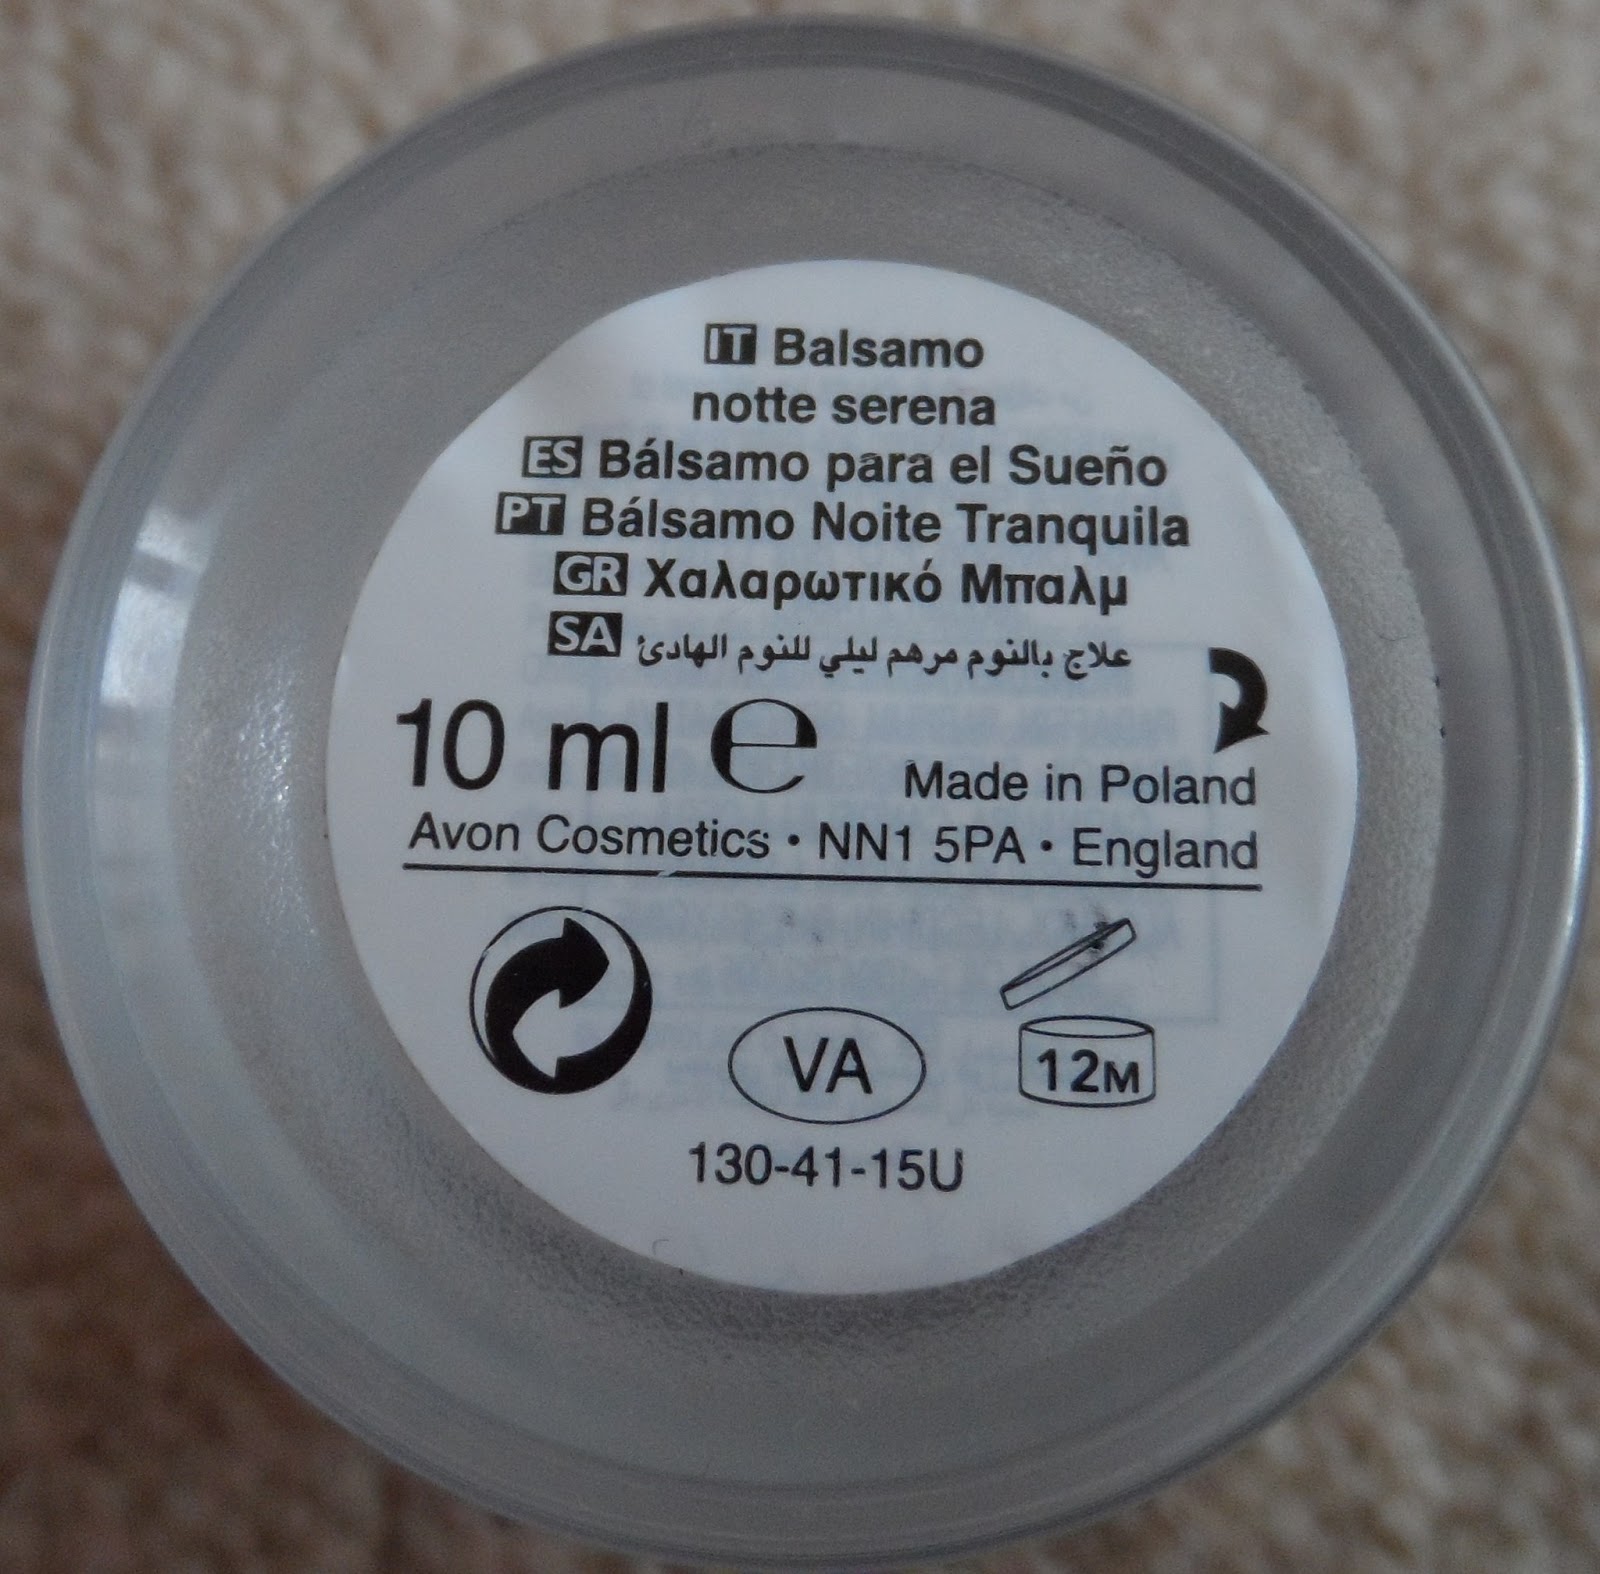 IT Balsamo
notte serena
ES Bálsamo para el Sueño
PT Bálsamo Noite Tranquila
GR Χαλαρωτικό Μπαλμ
SA علاج بالنوم مرهم ليلي للنوم الهادئ
10 ml e
Made in Poland
Avon Cosmetics • NN1 5PA • England
12M
VA
130-41-15U